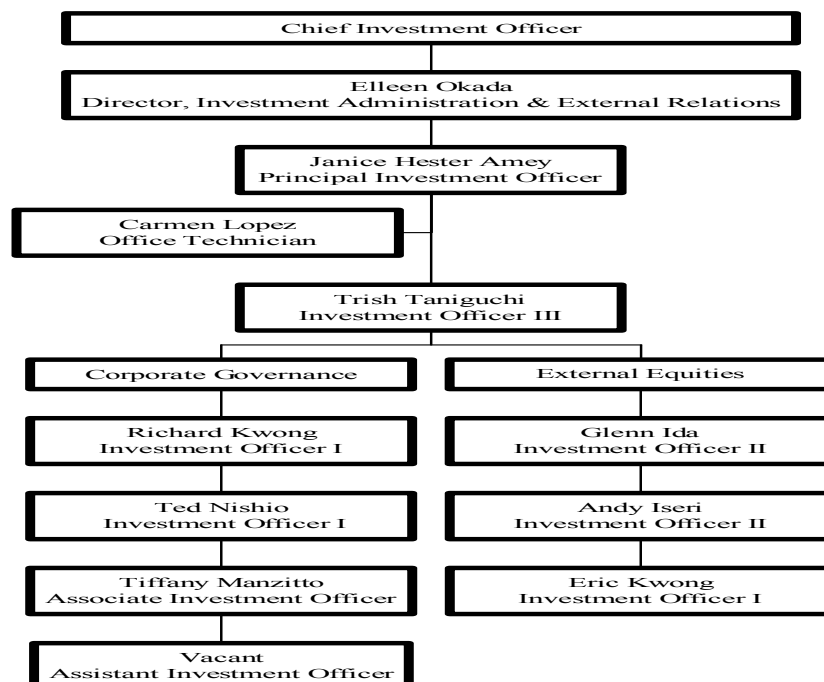 Chief Investment Officer
Elleen Okada
Director, Investment Administration & External Relations
Janice Hester Amey
Principal Investment Officer
Carmen Lopez
Office Technician
Trish Taniguchi
Investment Officer III
Corporate Governance
External Equities
Richard Kwong
Investment Officer I
Glenn Ida
Investment Officer II
Ted Nishio
Investment Officer I
Andy Iseri
Investment Officer II
Tiffany Manzitto
Associate Investment Officer
Eric Kwong
Investment Officer I
Vacant
Assistant Investment Officer